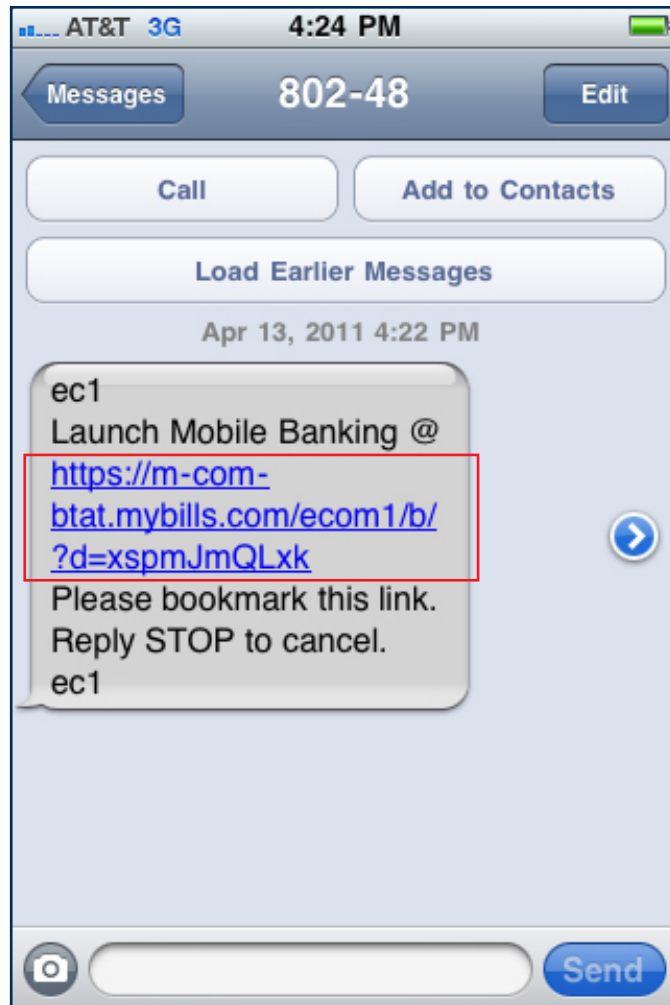 AT&T 3G 4:24 PM
Messages 802-48 Edit
Call Add to Contacts
Load Earlier Messages
Apr 13, 2011 4:22 PM
ec1
Launch Mobile Banking @
https://m-com-
btat.mybills.com/ecom1/b/
?d=xspmJmQLxk
Please bookmark this link.
Reply STOP to cancel.
ec1
Send